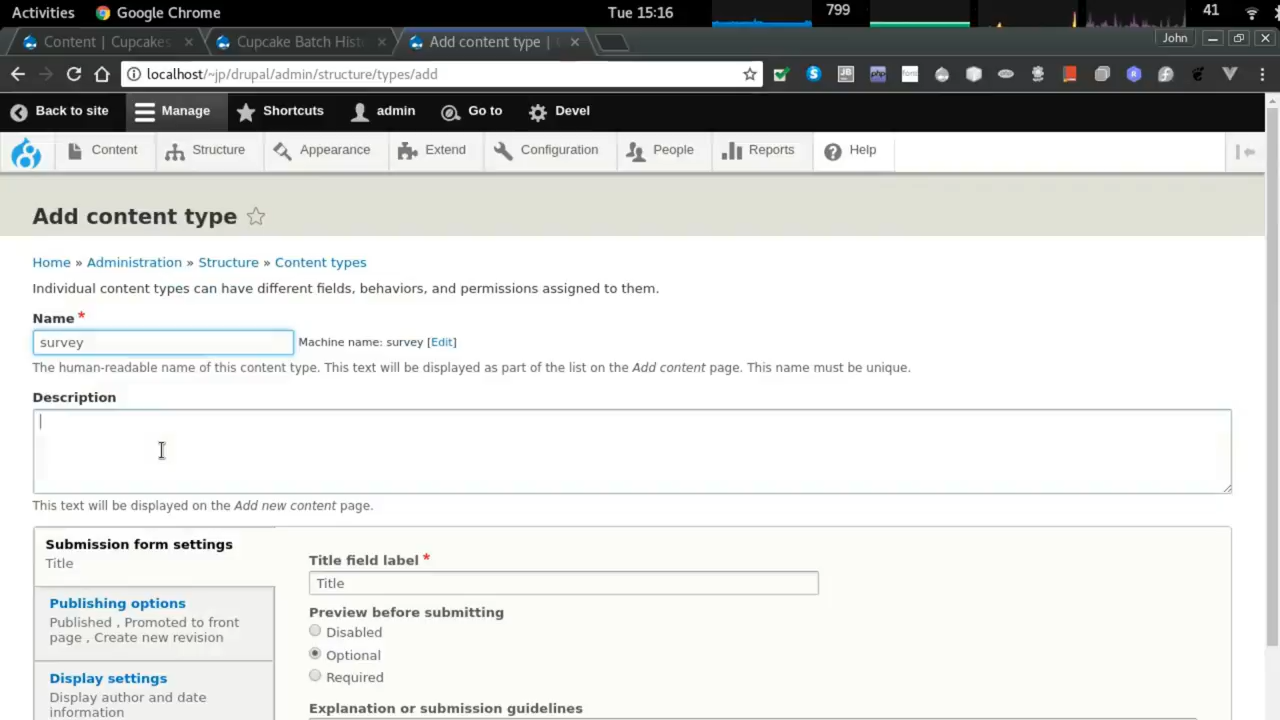 Activities Google Chrome Tue 15:16 799 41
Content | Cupcakes × Cupcake Batch Hist × Add content type | × John
localhost/~jp/drupal/admin/structure/types/add
Back to site Manage Shortcuts admin Go to Devel
Content Structure Appearance Extend Configuration People Reports Help
Add content type
Home » Administration » Structure » Content types
Individual content types can have different fields, behaviors, and permissions assigned to them.
Name *
survey Machine name: survey [Edit]
The human-readable name of this content type. This text will be displayed as part of the list on the Add content page. This name must be unique.
Description
This text will be displayed on the Add new content page.
Submission form settings
Title
Title field label *
Title
Publishing options
Published , Promoted to front
page , Create new revision
Preview before submitting
Disabled
Optional
Required
Display settings
Display author and date
information
Explanation or submission guidelines